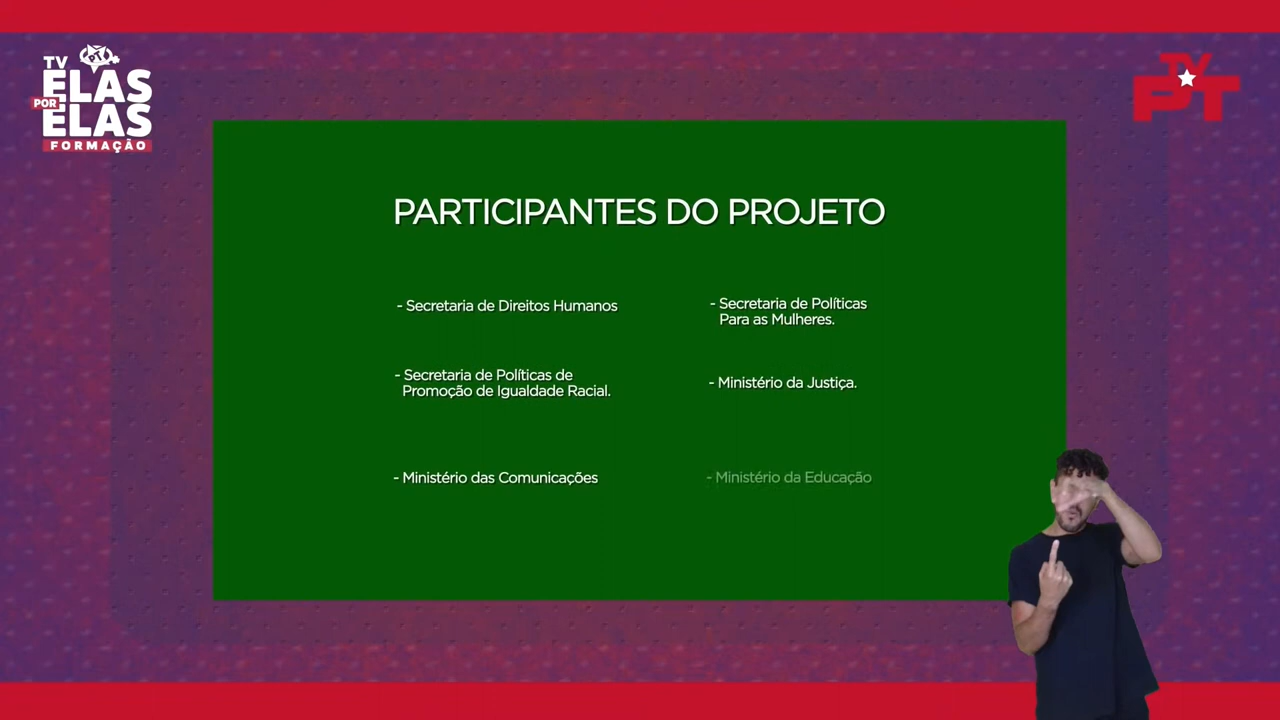 TV
ELAS
POR
ELAS
FORMAÇÃO
TV
PT
PARTICIPANTES DO PROJETO
- Secretaria de Direitos Humanos
- Secretaria de Políticas
Para as Mulheres.
- Secretaria de Políticas de
Promoção de Igualdade Racial.
- Ministério da Justiça.
- Ministério das Comunicações
- Ministério da Educação